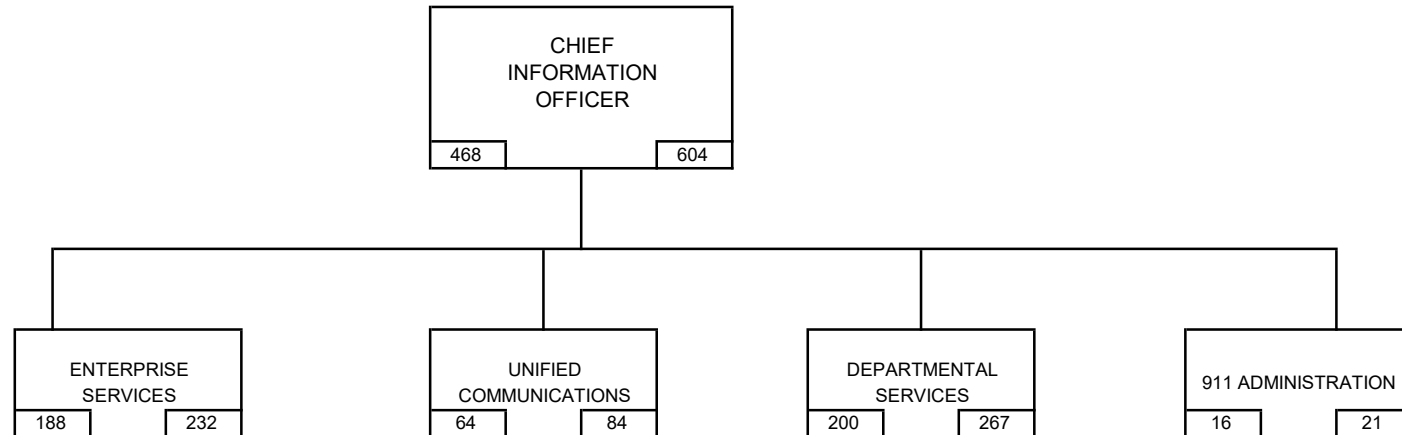 CHIEF
INFORMATION
OFFICER
468 604
ENTERPRISE
SERVICES
188 232
UNIFIED
COMMUNICATIONS
64 84
DEPARTMENTAL
SERVICES
200 267
911 ADMINISTRATION
16 21